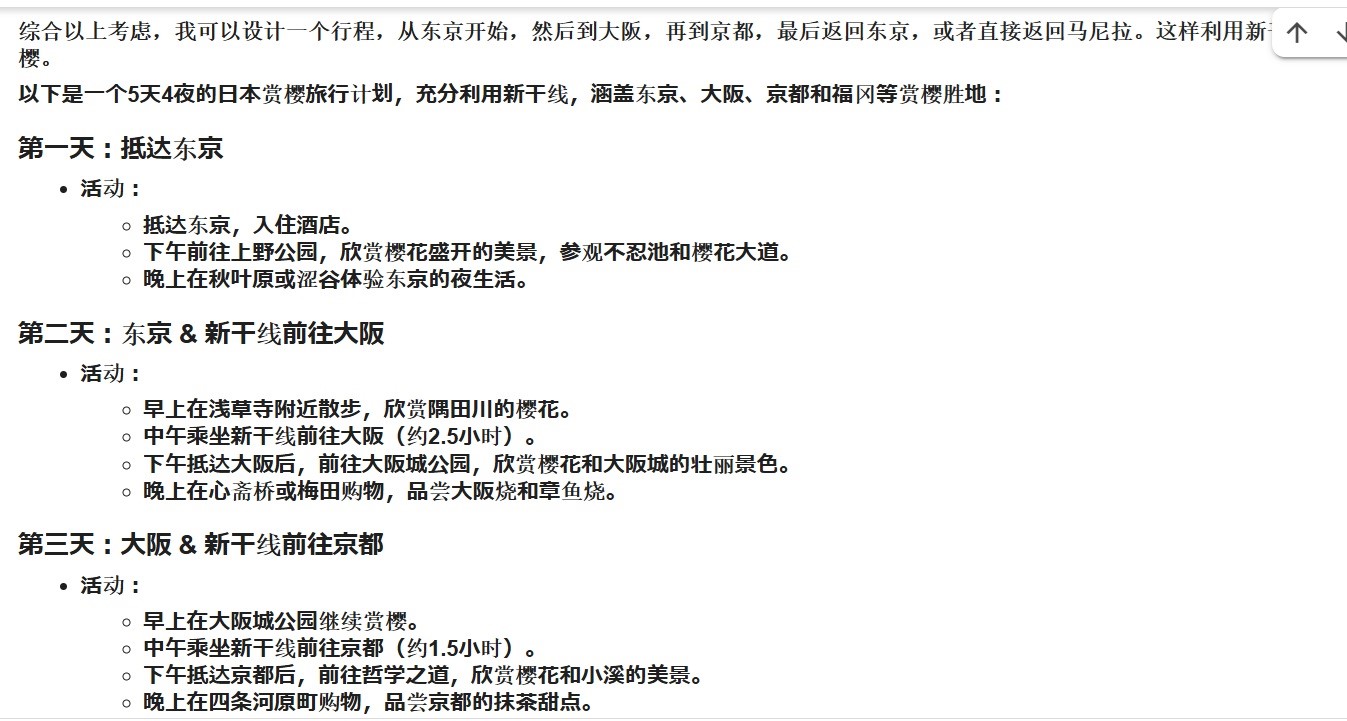 综合以上考虑，我可以设计一个行程，从东京开始，然后到大阪，再到京都，最后返回东京，或者直接返回马尼拉。这样利用新
樱。
以下是一个5天4夜的日本赏樱旅行计划，充分利用新干线，涵盖东京、大阪、京都和福冈等赏樱胜地：
第一天：抵达东京
• 活动：
○ 抵达东京，入住酒店。
○ 下午前往上野公园，欣赏樱花盛开的美景，参观不忍池和樱花大道。
○ 晚上在秋叶原或涩谷体验东京的夜生活。
第二天：东京 & 新干线前往大阪
• 活动：
○ 早上在浅草寺附近散步，欣赏隅田川的樱花。
○ 中午乘坐新干线前往大阪（约2.5小时）。
○ 下午抵达大阪后，前往大阪城公园，欣赏樱花和大阪城的壮丽景色。
○ 晚上在心斋桥或梅田购物，品尝大阪烧和章鱼烧。
第三天：大阪 & 新干线前往京都
• 活动：
○ 早上在大阪城公园继续赏樱。
○ 中午乘坐新干线前往京都（约1.5小时）。
○ 下午抵达京都后，前往哲学之道，欣赏樱花和小溪的美景。
○ 晚上在四条河原町购物，品尝京都的抹茶甜点。